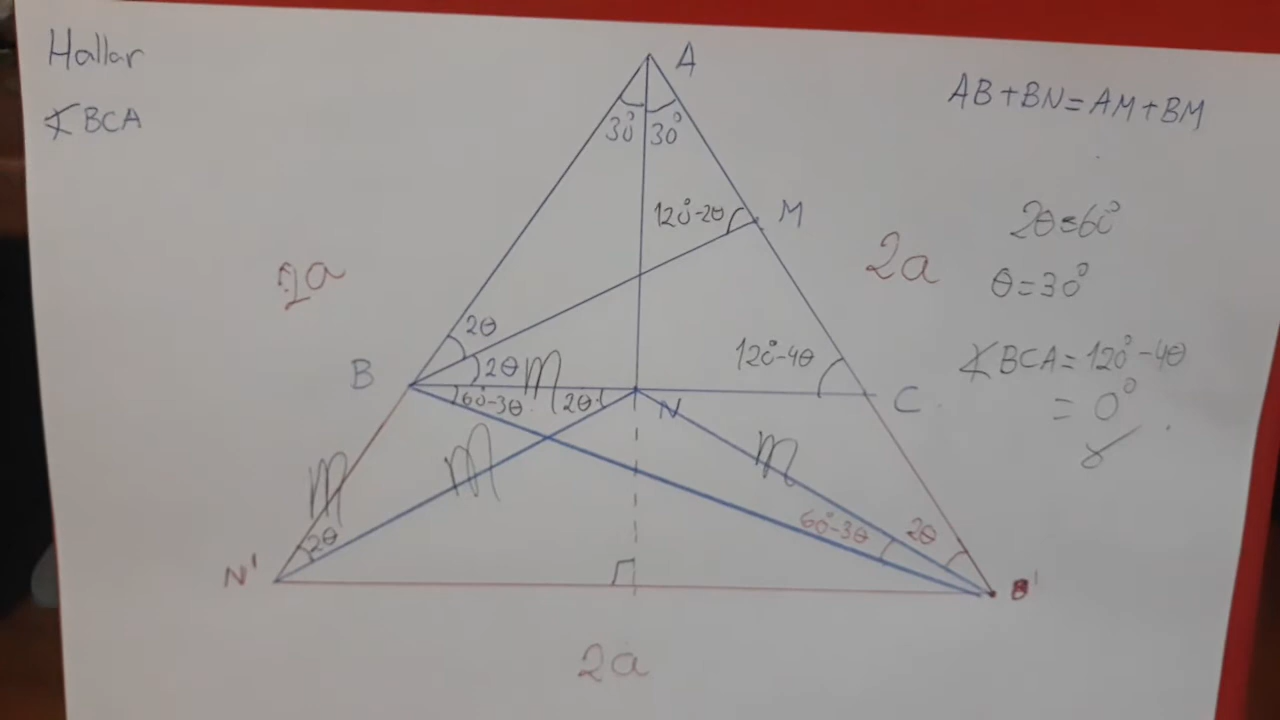 Hallar
∠BCA
A
AB+BN=AM+BM
30° 30°
120°-2θ
M
2a
2a
2θ=60°
θ=30°
2θ
2θ
m
120°-4θ
∠BCA=120°-4θ
= 0°
B
60°-3θ
2θ
N
C
m
m
m
2θ
60°-3θ
2θ
N'
B'
2a